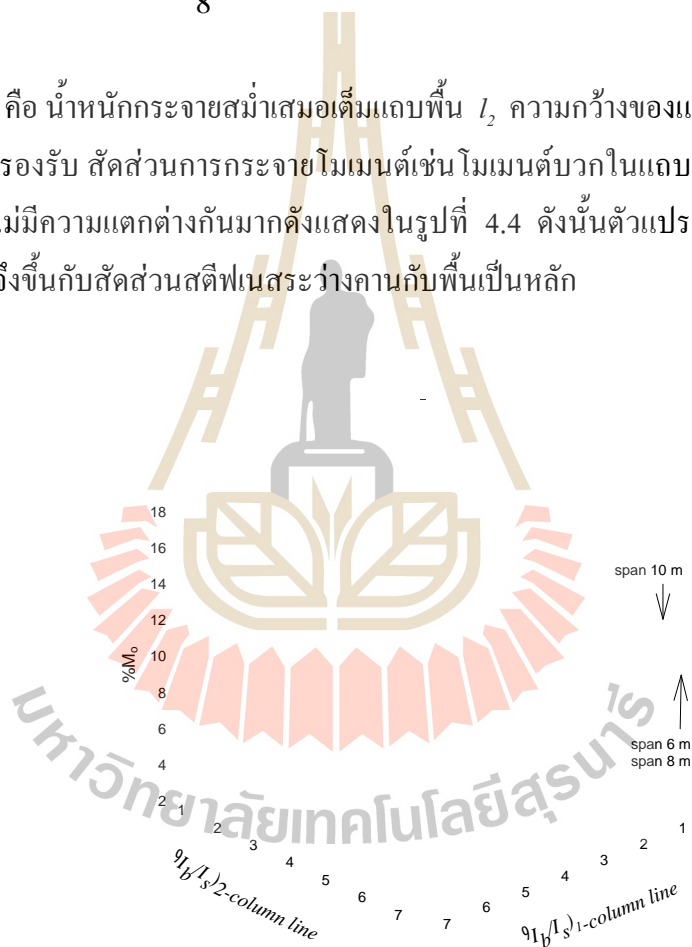 8
คือ น้ำหนักกระจายสม่ำเสมอเต็มแถบพื้น l₂ ความกว้างของแ
รองรับ สัดส่วนการกระจายโมเมนต์เช่นโมเมนต์บวกในแถบ
ไม่มีความแตกต่างกันมากดังแสดงในรูปที่ 4.4 ดังนั้นตัวแปร
จึงขึ้นกับสัดส่วนสตีฟเนสระว่างคานกับพื้นเป็นหลัก
18
16
14
12
10
8
6
4
2
%Mₒ
span 10 m
span 6 m
span 8 m
มหาวิทยาลัยเทคโนโลยีสุรนารี
1
2
3
4
5
6
7
7
6
5
4
3
2
1
I_b/I_s)2-column line
I_b/I_s)1-column line